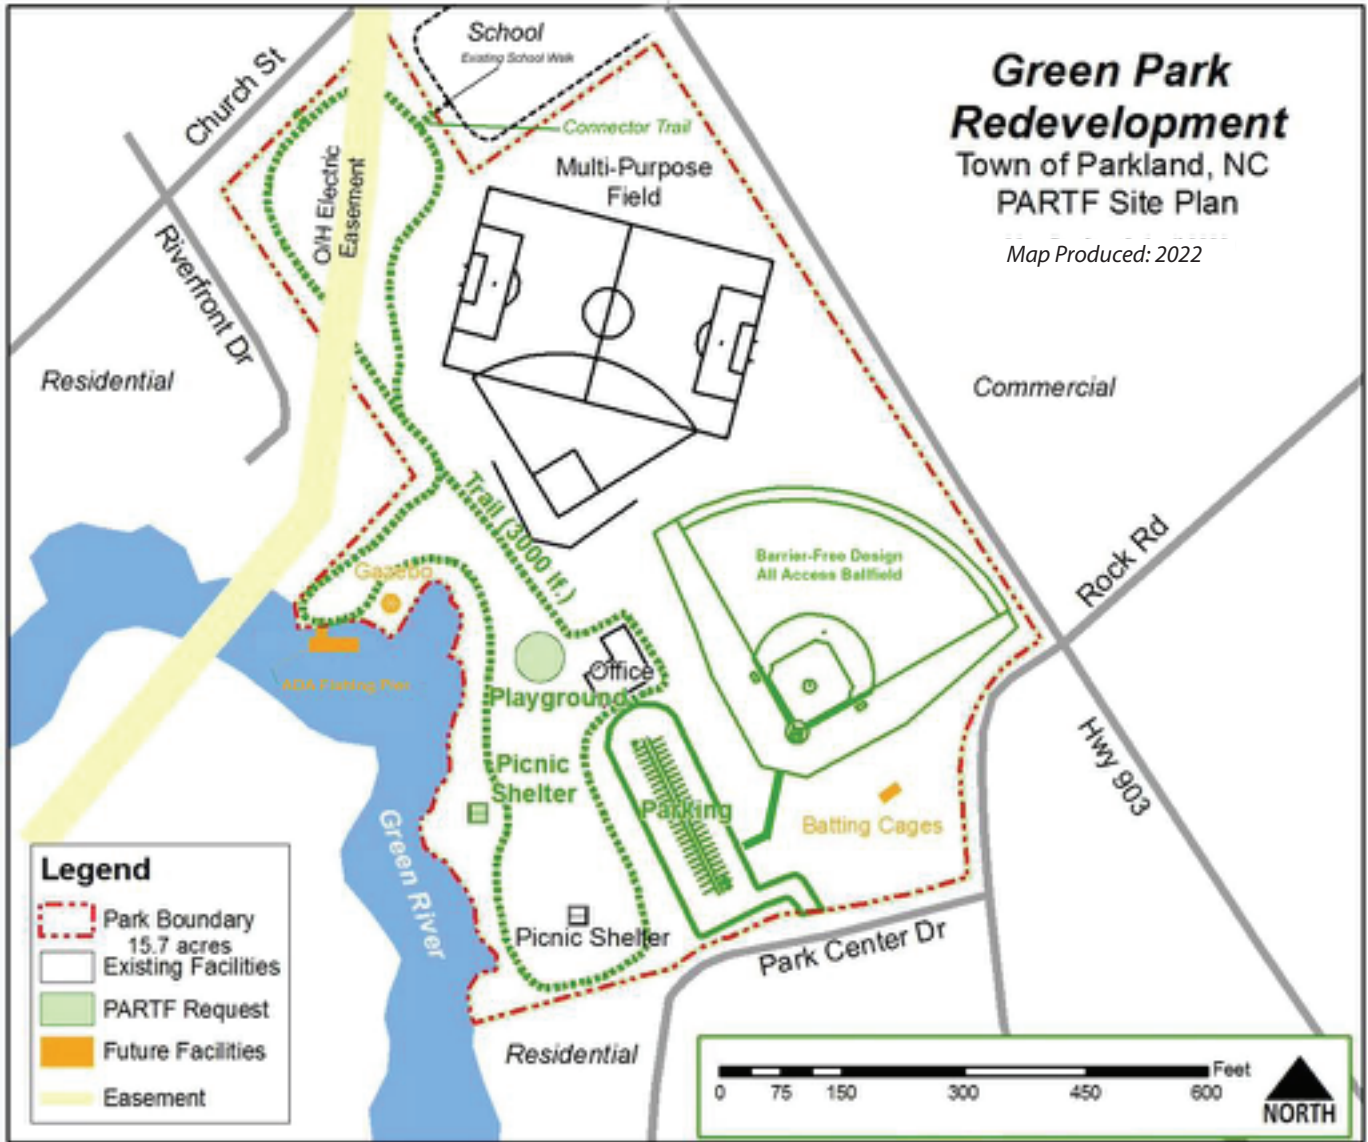 School
Existing School Walk
Green Park
Redevelopment
Town of Parkland, NC
PARTF Site Plan
Map Produced: 2022
Church St
Connector Trail
Multi-Purpose
Field
O/H Electric
Easement
Riverfront Dr
Residential
Commercial
Trail (3000 lf.)
Barrier-Free Design
All Access Ballfield
Rock Rd
Gazebo
ADA Fishing Pier
Office
Playground
Picnic
Shelter
Parking
Batting Cages
Hwy 903
Green River
Picnic Shelter
Park Center Dr
Residential
Legend
Park Boundary
15.7 acres
Existing Facilities
PARTF Request
Future Facilities
Easement
Feet
0 75 150 300 450 600
NORTH